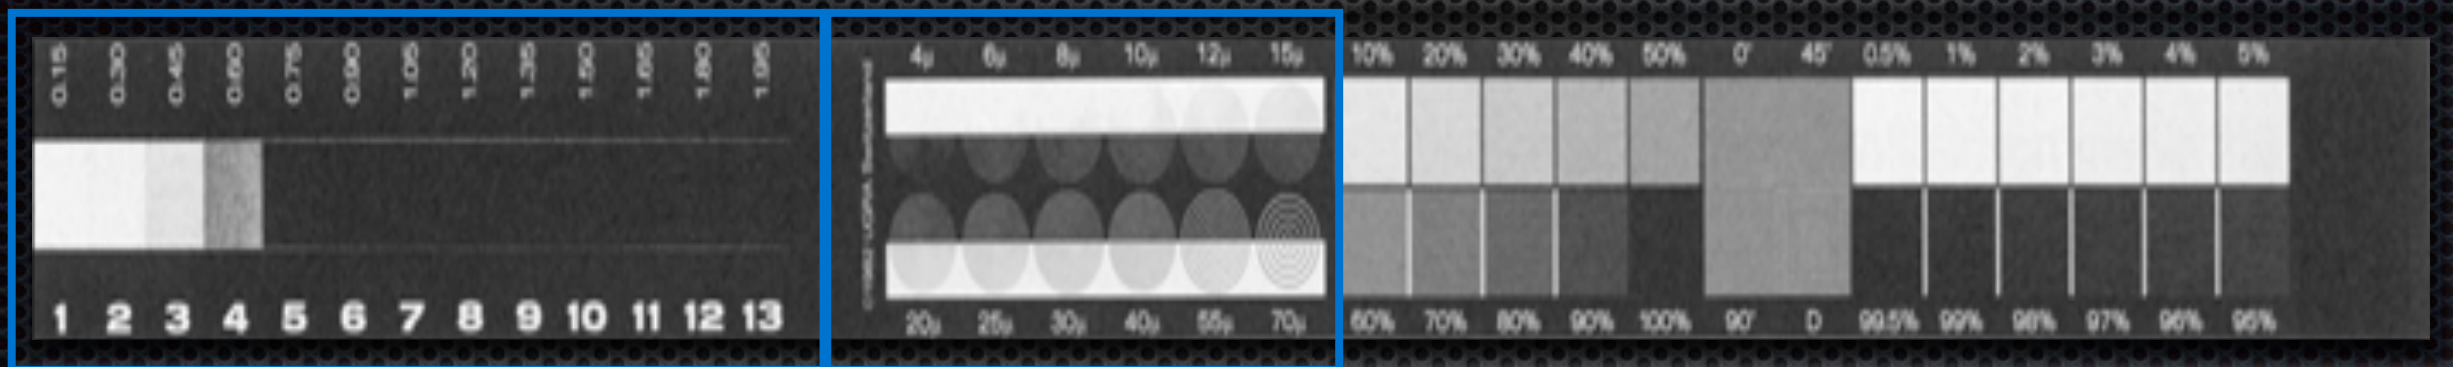 0.15 0.30 0.45 0.60 0.75 0.90 1.05 1.20 1.35 1.50 1.65 1.80 1.95
1 2 3 4 5 6 7 8 9 10 11 12 13
©1982 UGRA Switzerland
4µ 6µ 8µ 10µ 12µ 15µ
20µ 25µ 30µ 40µ 55µ 70µ
10% 20% 30% 40% 50% 0° 45° 0.5% 1% 2% 3% 4% 5%
60% 70% 80% 90% 100% 90° D 99.5% 99% 98% 97% 96% 95%